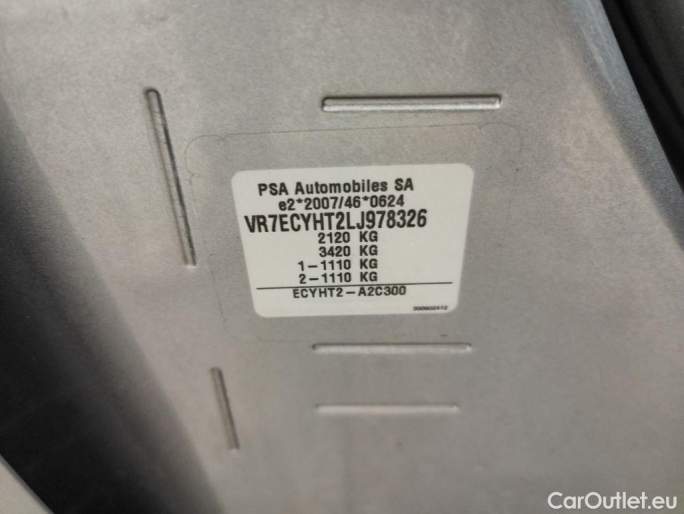 PSA Automobiles SA
e2*2007/46*0624
VR7ECYHT2LJ978326
2120 KG
3420 KG
1-1110 KG
2-1110 KG
ECYHT2-A2C300
CarOutlet.eu